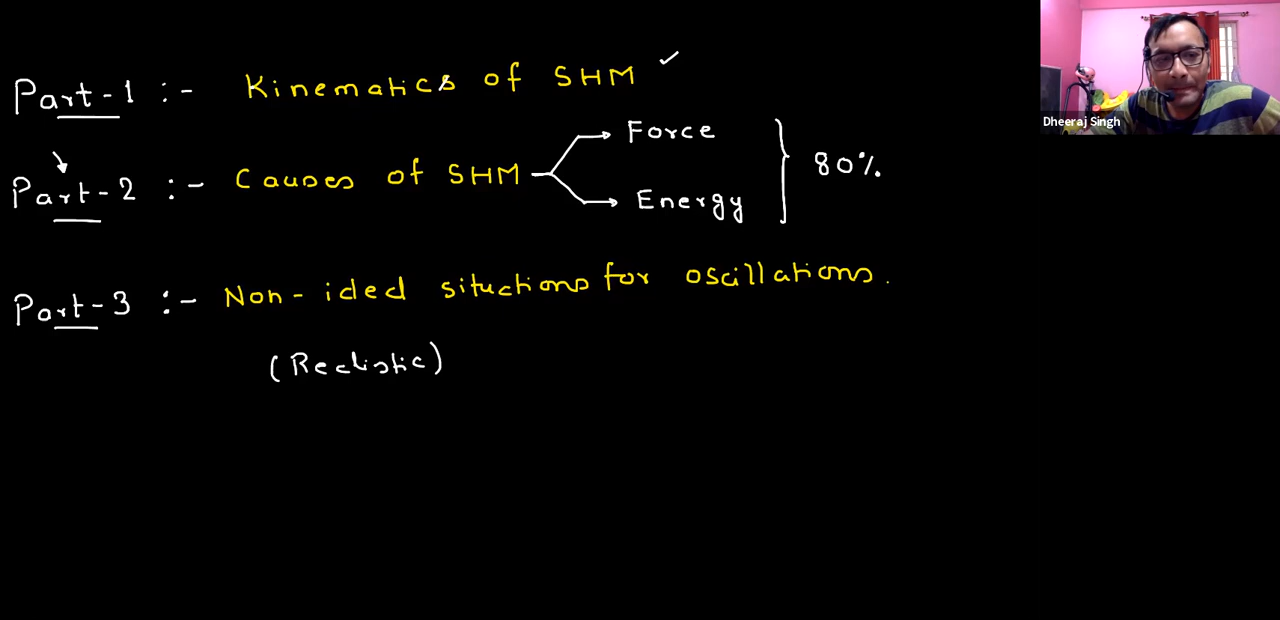 Part-1 :- Kinematics of SHM ✓
Dheeraj Singh
Part-2 :- Causes of SHM → Force
→ Energy
80%
Part-3 :- Non-ideal situations for oscillations.
(Realistic)